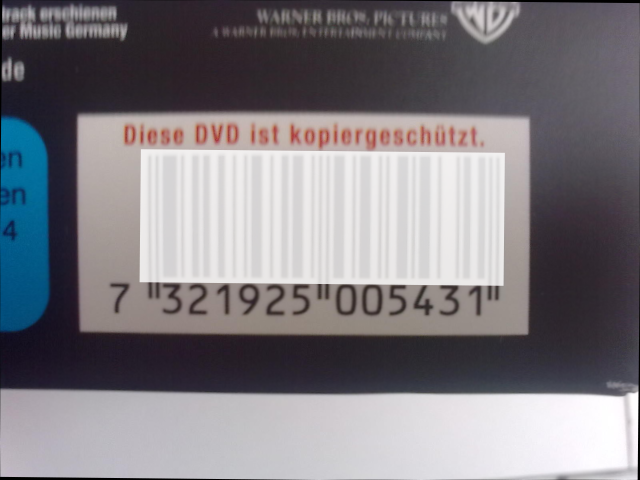 track erschienen
er Music Germany
WARNER BROS. PICTURES
A WARNER BROS. ENTERTAINMENT COMPANY
WB
de
en
en
4
Diese DVD ist kopiergeschützt.
7 321925 005431